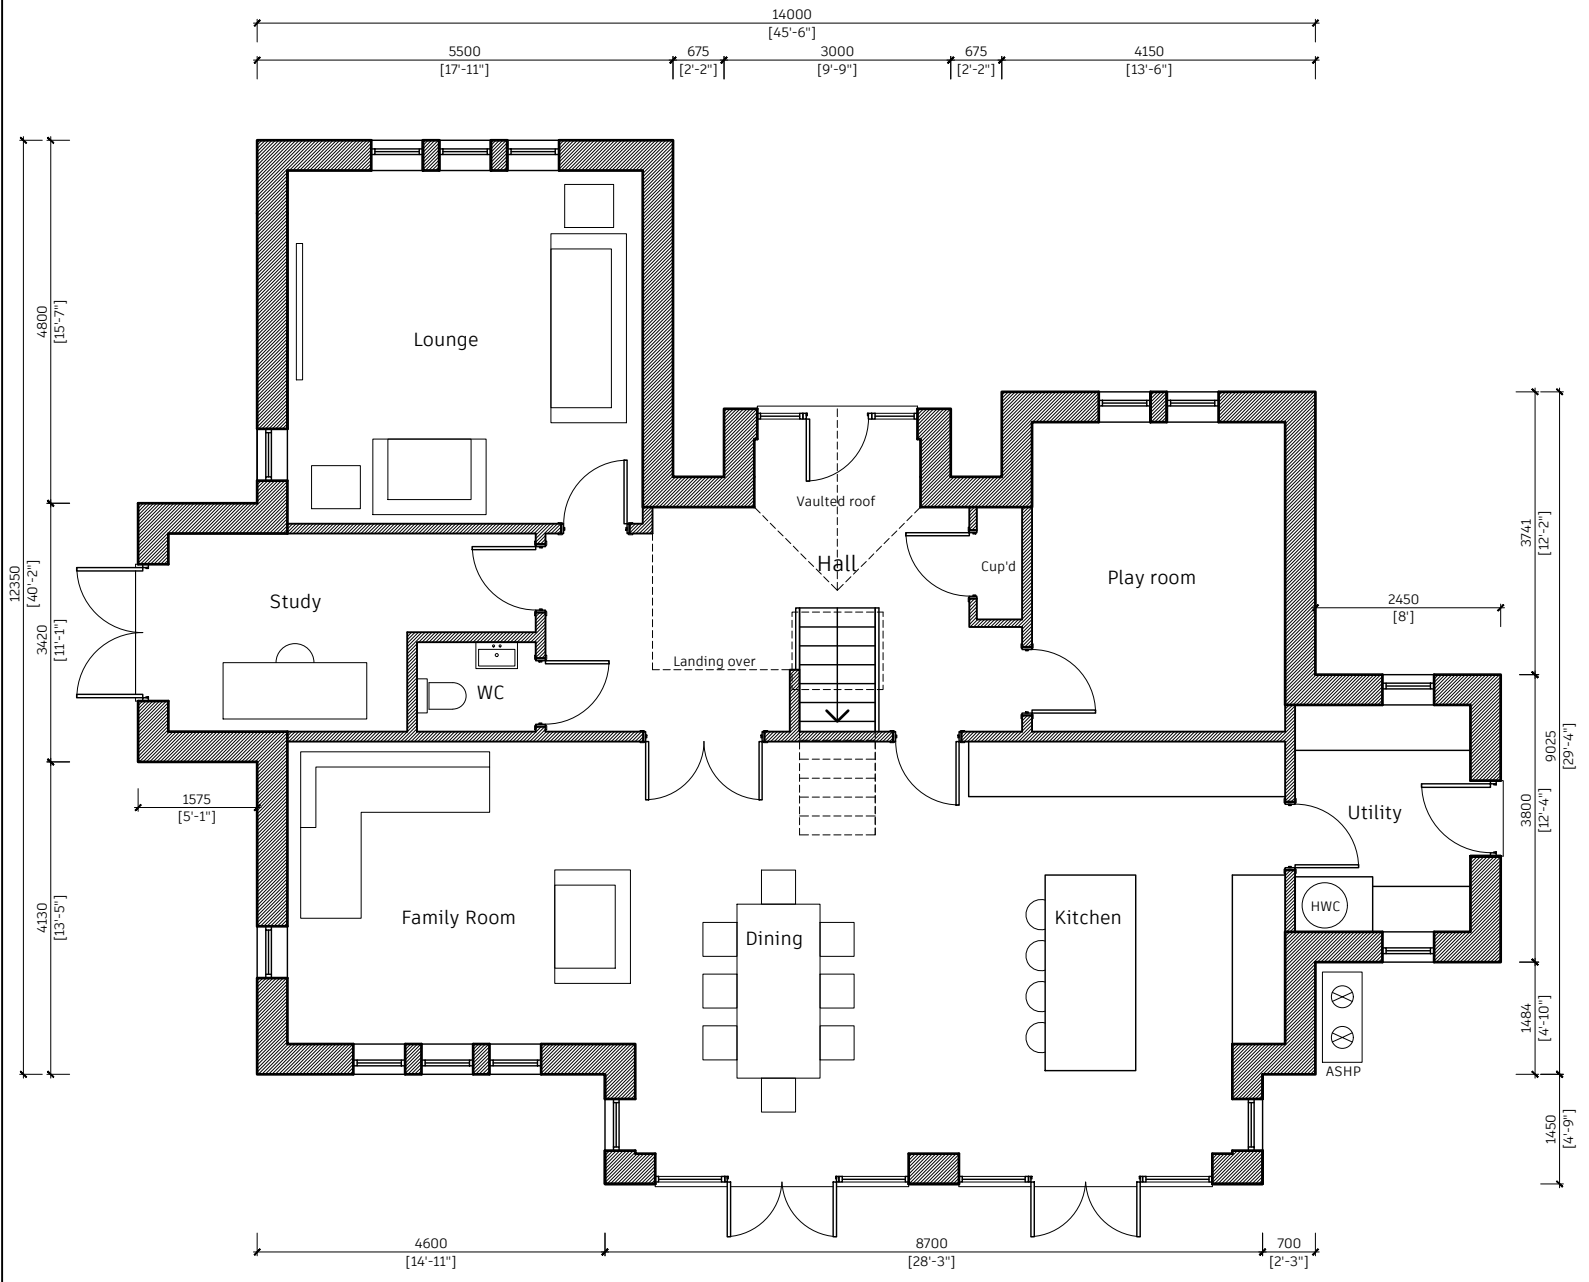 14000
[45'-6"]
5500
[17'-11"]
675
[2'-2"]
3000
[9'-9"]
675
[2'-2"]
4150
[13'-6"]
12350
[40'-2"]
4800
[15'-7"]
3420
[11'-1"]
4130
[13'-5"]
1575
[5'-1"]
Lounge
Vaulted roof
Hall
Cup'd
Play room
Study
Landing over
WC
Family Room
Dining
Kitchen
Utility
HWC
ASHP
2450
[8']
3741
[12'-2"]
9025
[29'-4"]
3800
[12'-4"]
1484
[4'-10"]
1450
[4'-9"]
4600
[14'-11"]
8700
[28'-3"]
700
[2'-3"]